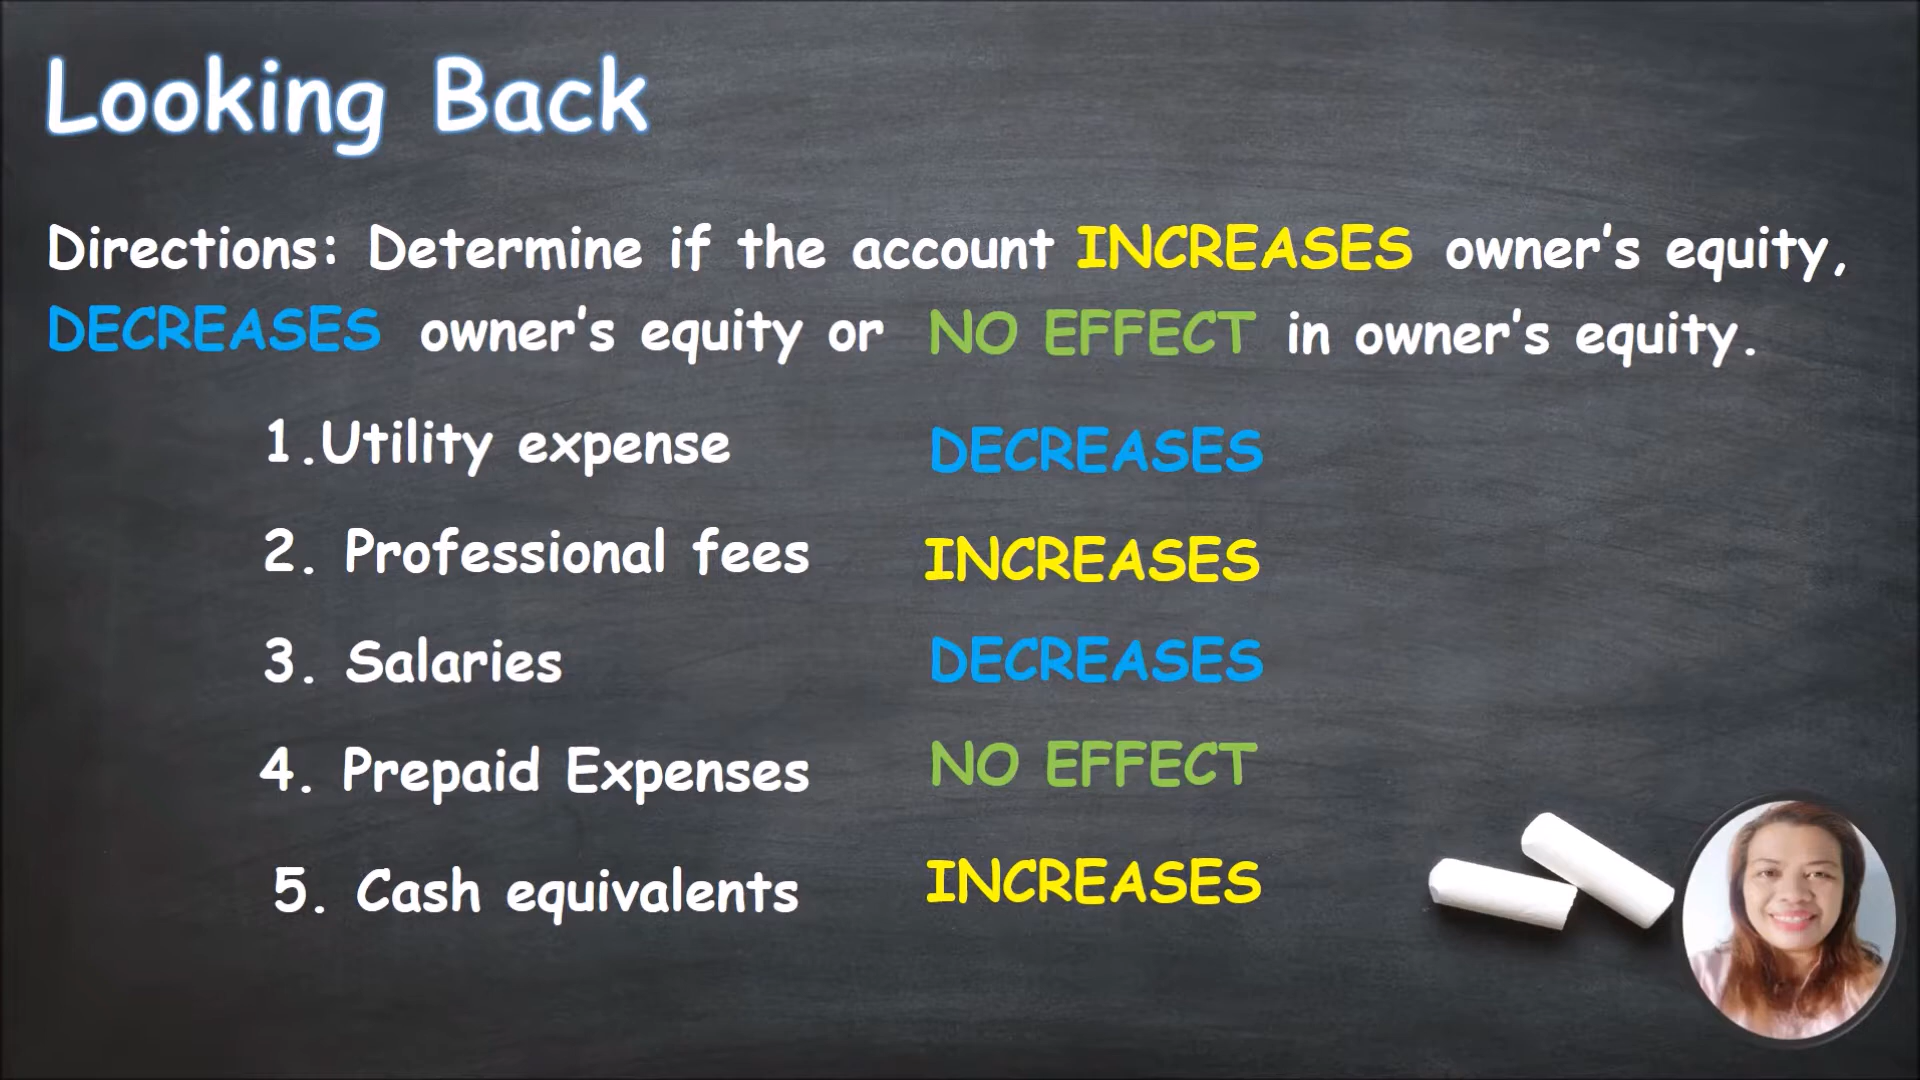 Looking Back
Directions: Determine if the account INCREASES owner's equity,
DECREASES owner's equity or NO EFFECT in owner's equity.
1.Utility expense DECREASES
2. Professional fees INCREASES
3. Salaries DECREASES
4. Prepaid Expenses NO EFFECT
5. Cash equivalents INCREASES